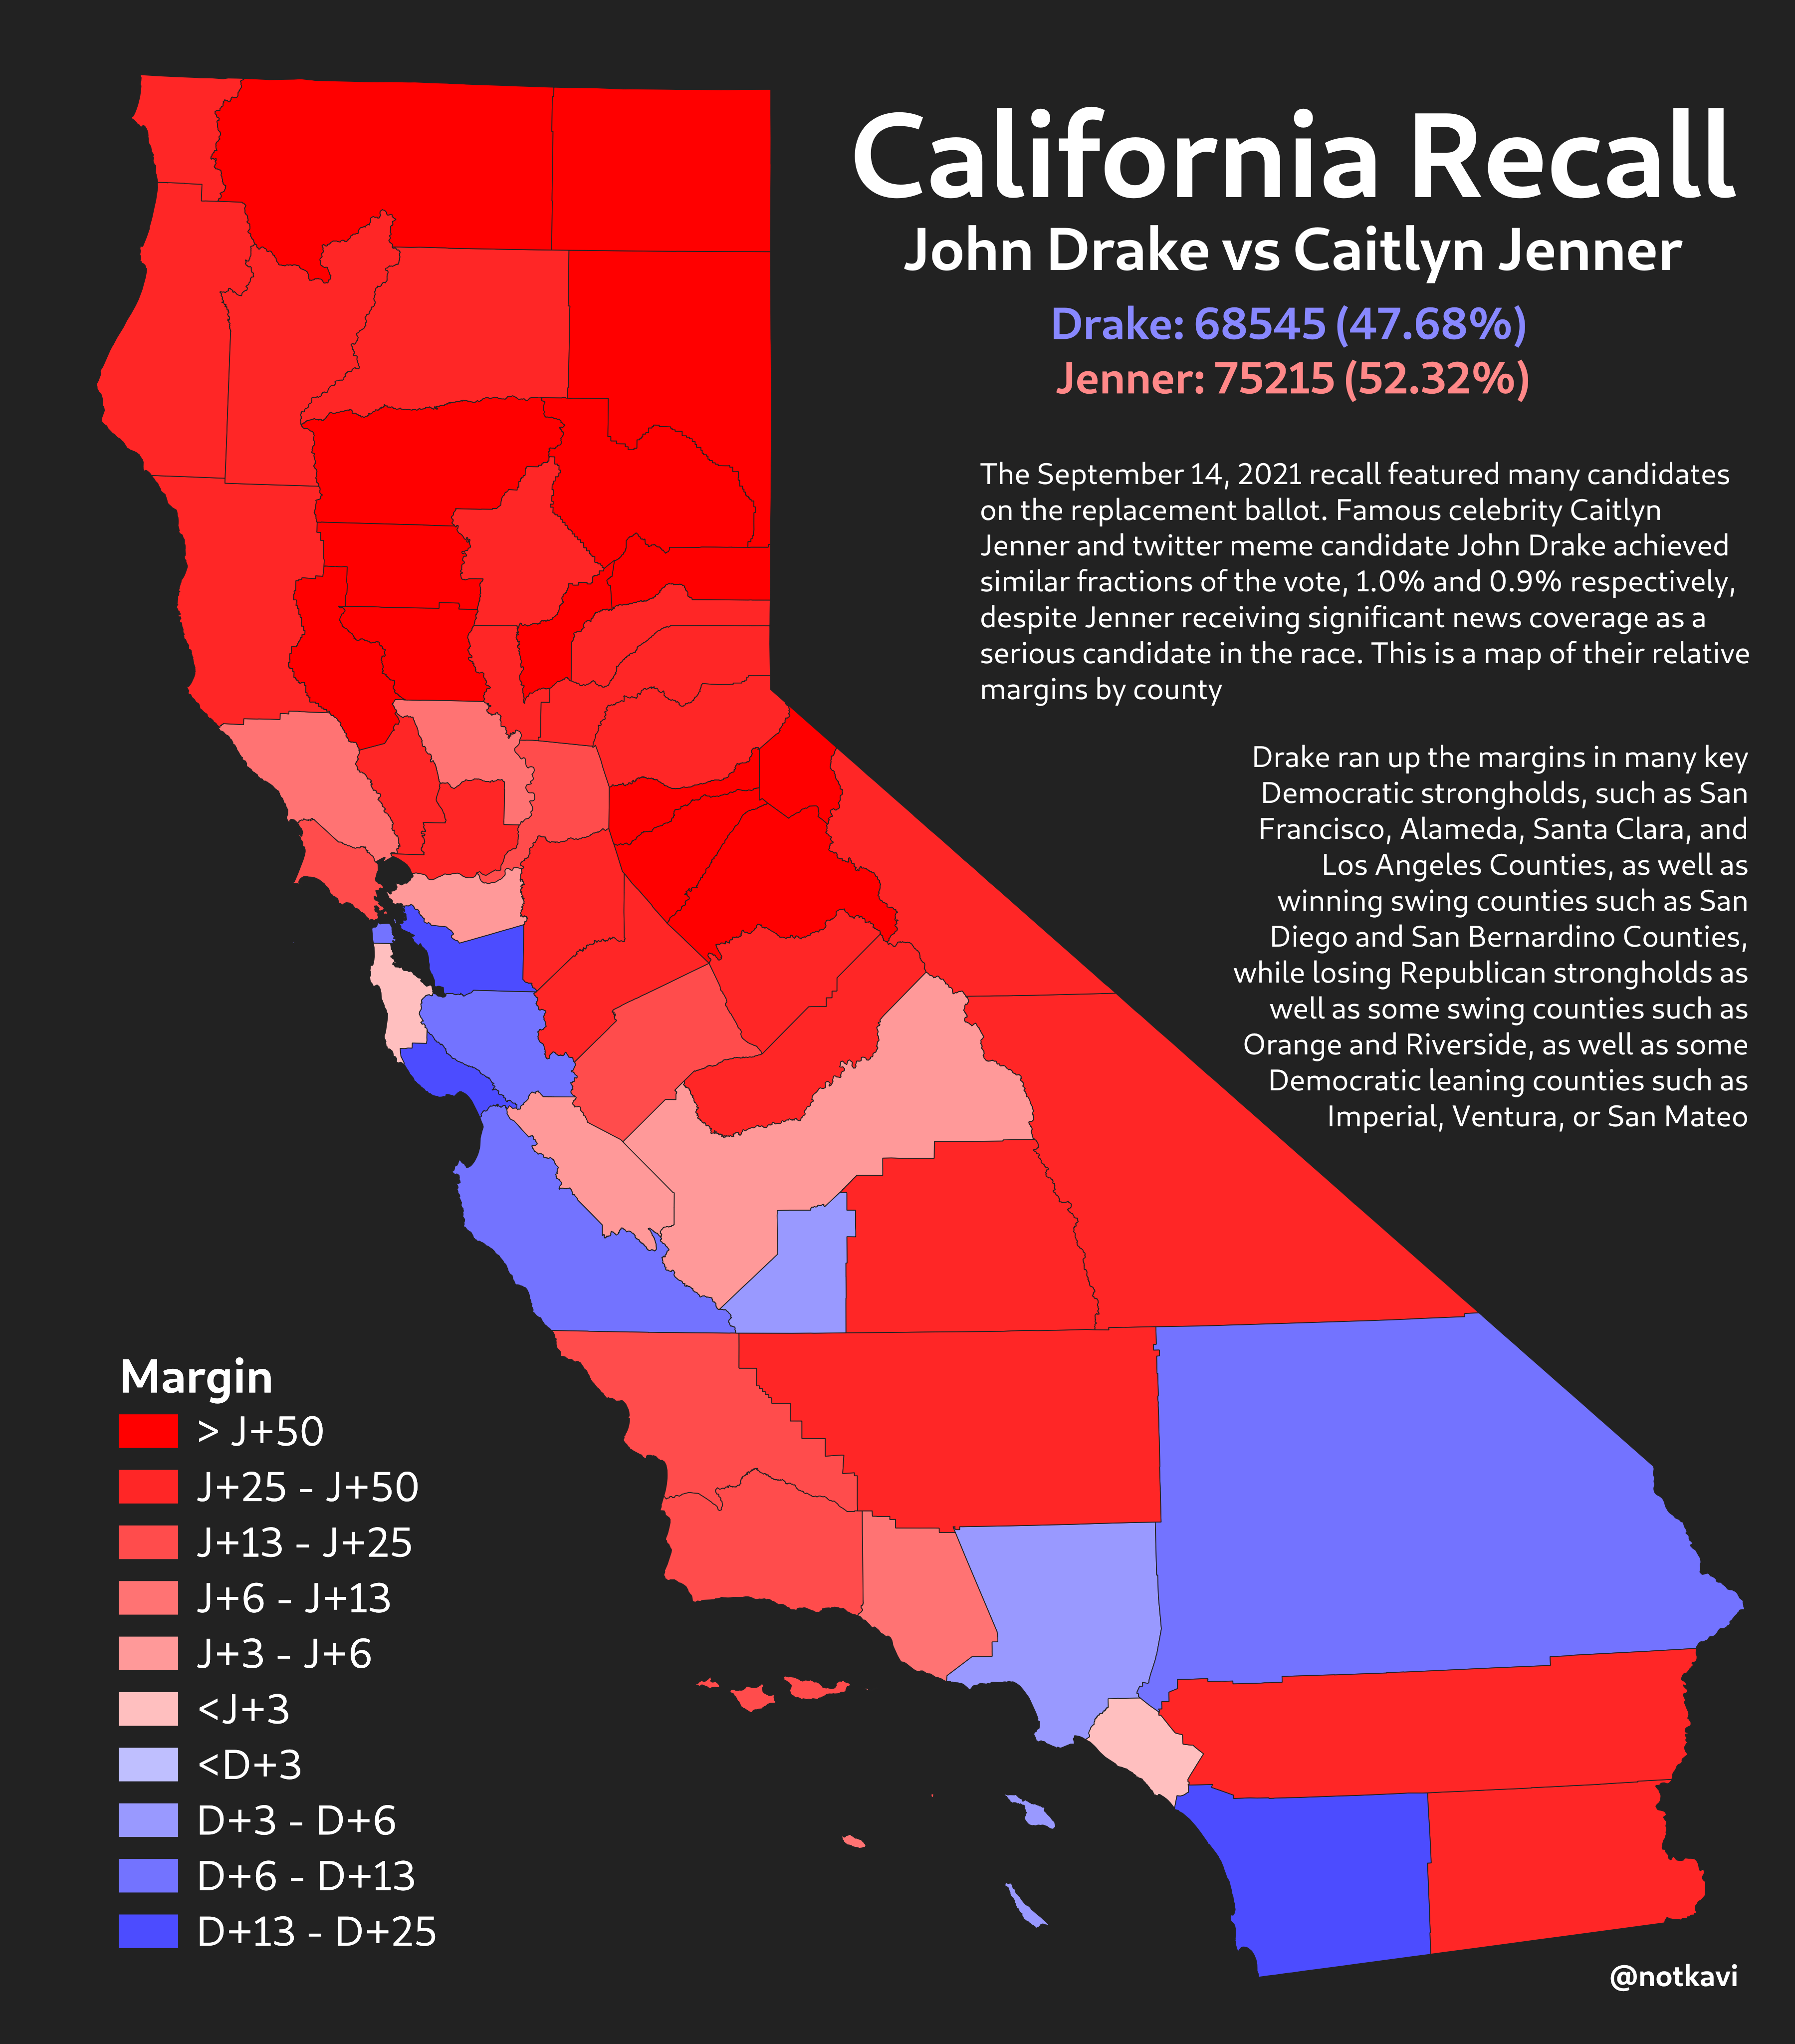 California Recall
John Drake vs Caitlyn Jenner
Drake: 68545 (47.68%)
Jenner: 75215 (52.32%)
The September 14, 2021 recall featured many candidates
on the replacement ballot. Famous celebrity Caitlyn
Jenner and twitter meme candidate John Drake achieved
similar fractions of the vote, 1.0% and 0.9% respectively,
despite Jenner receiving significant news coverage as a
serious candidate in the race. This is a map of their relative
margins by county
Drake ran up the margins in many key
Democratic strongholds, such as San
Francisco, Alameda, Santa Clara, and
Los Angeles Counties, as well as
winning swing counties such as San
Diego and San Bernardino Counties,
while losing Republican strongholds as
well as some swing counties such as
Orange and Riverside, as well as some
Democratic leaning counties such as
Imperial, Ventura, or San Mateo
Margin
> J+50
J+25 - J+50
J+13 - J+25
J+6 - J+13
J+3 - J+6
<J+3
<D+3
D+3 - D+6
D+6 - D+13
D+13 - D+25
@notkavi